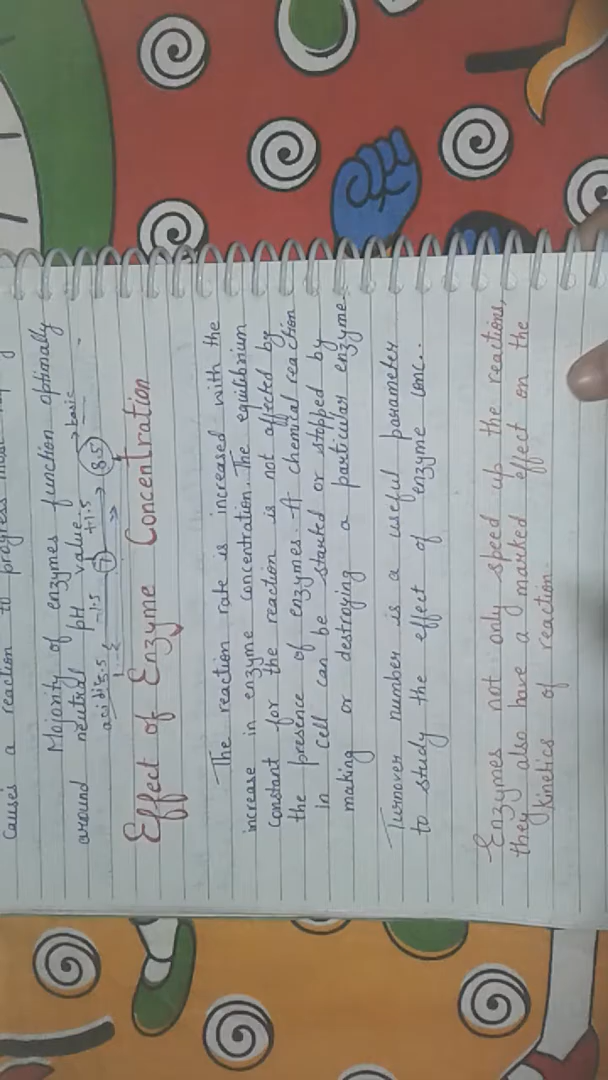 causes a reaction to progress
Majority of enzymes function optimally
around neutral pH value. → basic
acidic 5.5 -1.5 7 +1.5 → 8.5
Effect of Enzyme Concentration
The reaction rate is increased with the
increase in enzyme concentration. The equilibrium
constant for the reaction is not affected by
the presence of enzymes. A chemical reaction
in cell can be started or stopped by
making or destroying a particular enzyme.
Turnover number is a useful parameter
to study the effect of enzyme conc..
Enzymes not only speed up the reactions,
they also have a marked effect on the
kinetics of reaction.